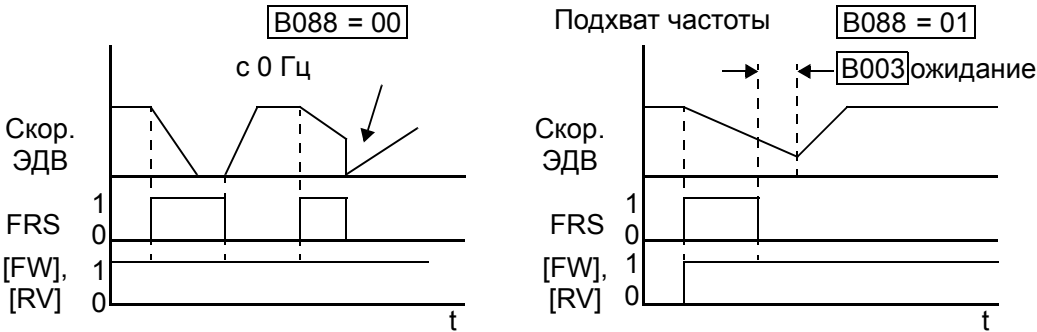 B088 = 00
с 0 Гц
Скор.
ЭДВ
FRS
1
0
[FW],
[RV]
1
0
t
Подхват частоты
B088 = 01
B003 ожидание
Скор.
ЭДВ
FRS
1
0
[FW],
[RV]
1
0
t